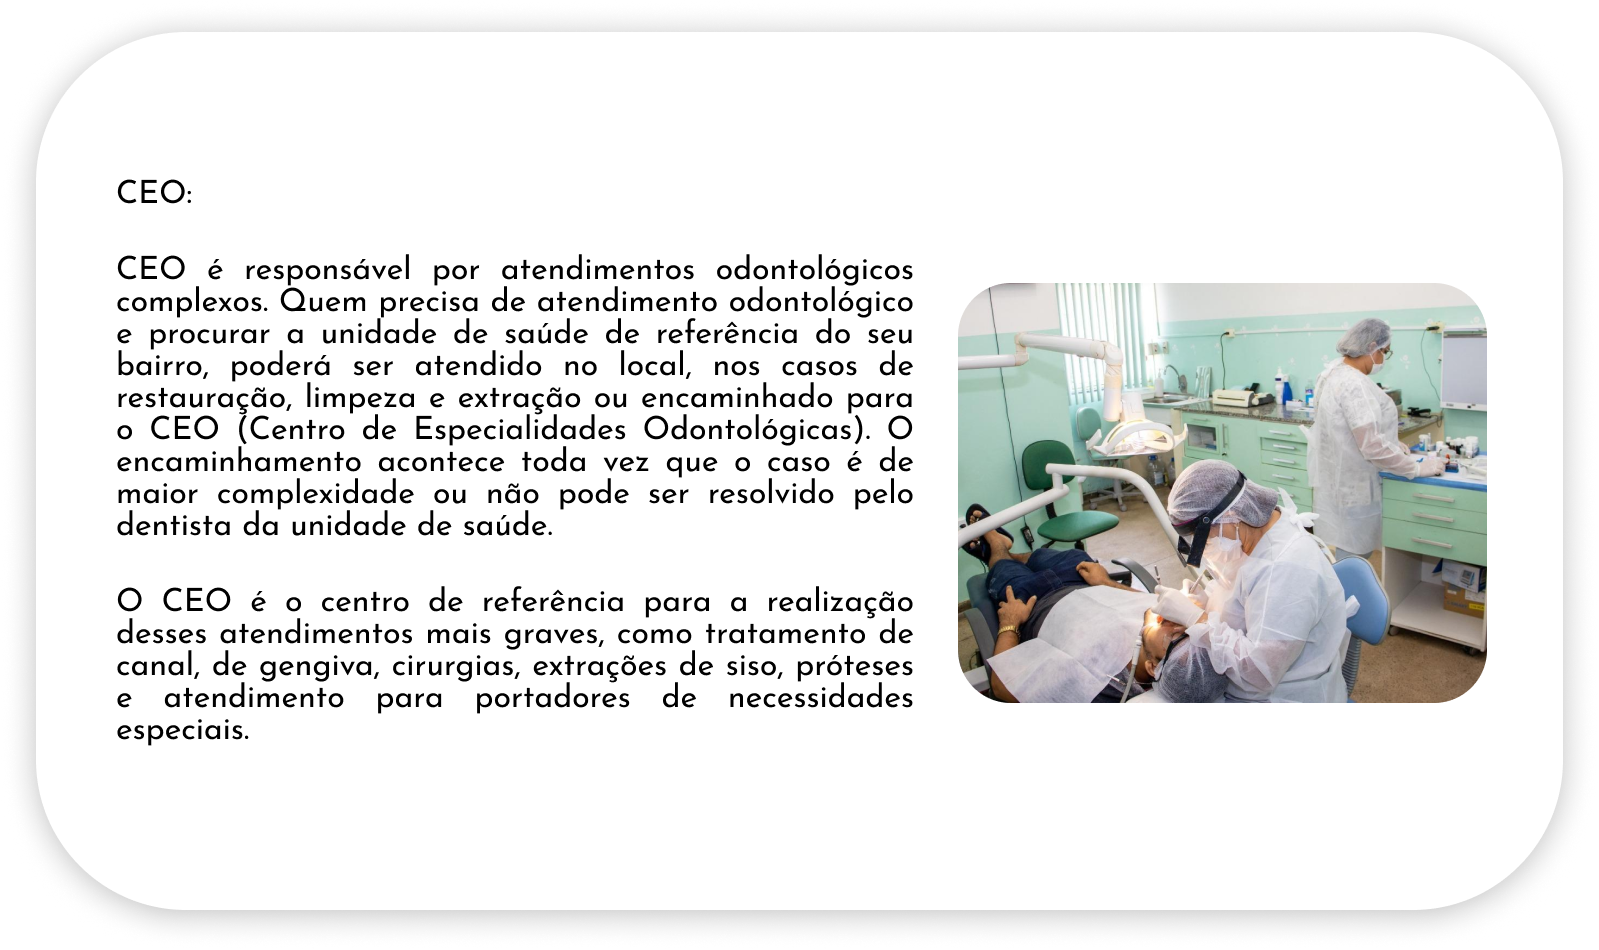 CEO:
CEO é responsável por atendimentos odontológicos
complexos. Quem precisa de atendimento odontológico
e procurar a unidade de saúde de referência do seu
bairro, poderá ser atendido no local, nos casos de
restauração, limpeza e extração ou encaminhado para
o CEO (Centro de Especialidades Odontológicas). O
encaminhamento acontece toda vez que o caso é de
maior complexidade ou não pode ser resolvido pelo
dentista da unidade de saúde.
O CEO é o centro de referência para a realização
desses atendimentos mais graves, como tratamento de
canal, de gengiva, cirurgias, extrações de siso, próteses
e atendimento para portadores de necessidades
especiais.